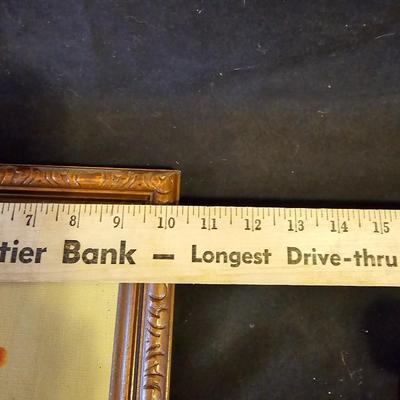 7 8 9 10 11 12 13 14 15
tier Bank — Longest Drive-thru